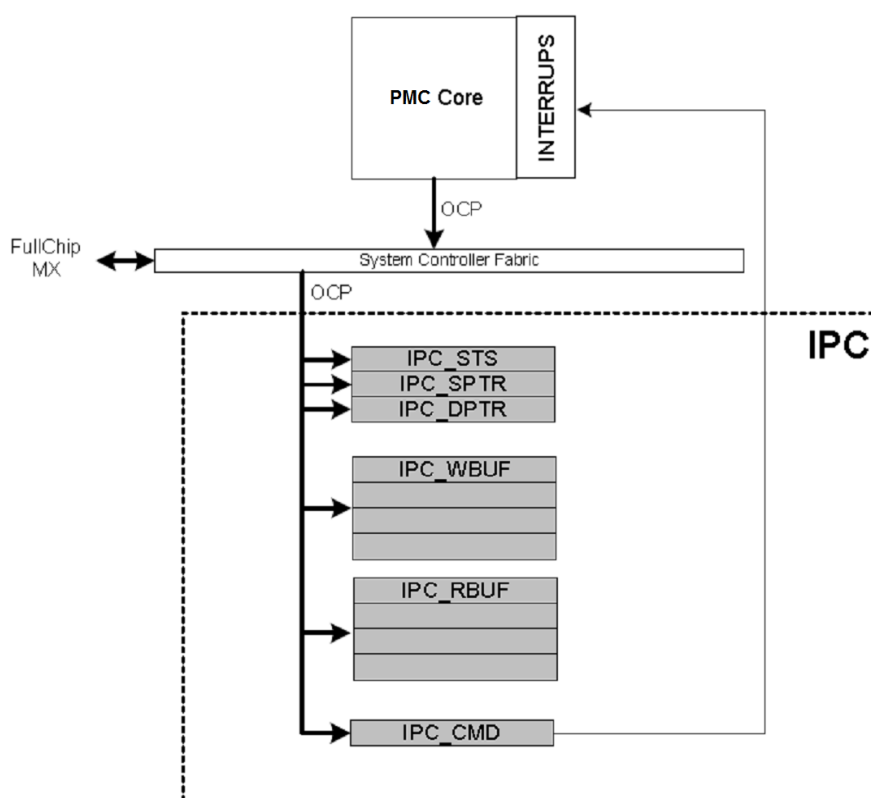 PMC Core
INTERRUPS
OCP
FullChip
MX
System Controller Fabric
OCP
IPC
IPC_STS
IPC_SPTR
IPC_DPTR
IPC_WBUF
IPC_RBUF
IPC_CMD